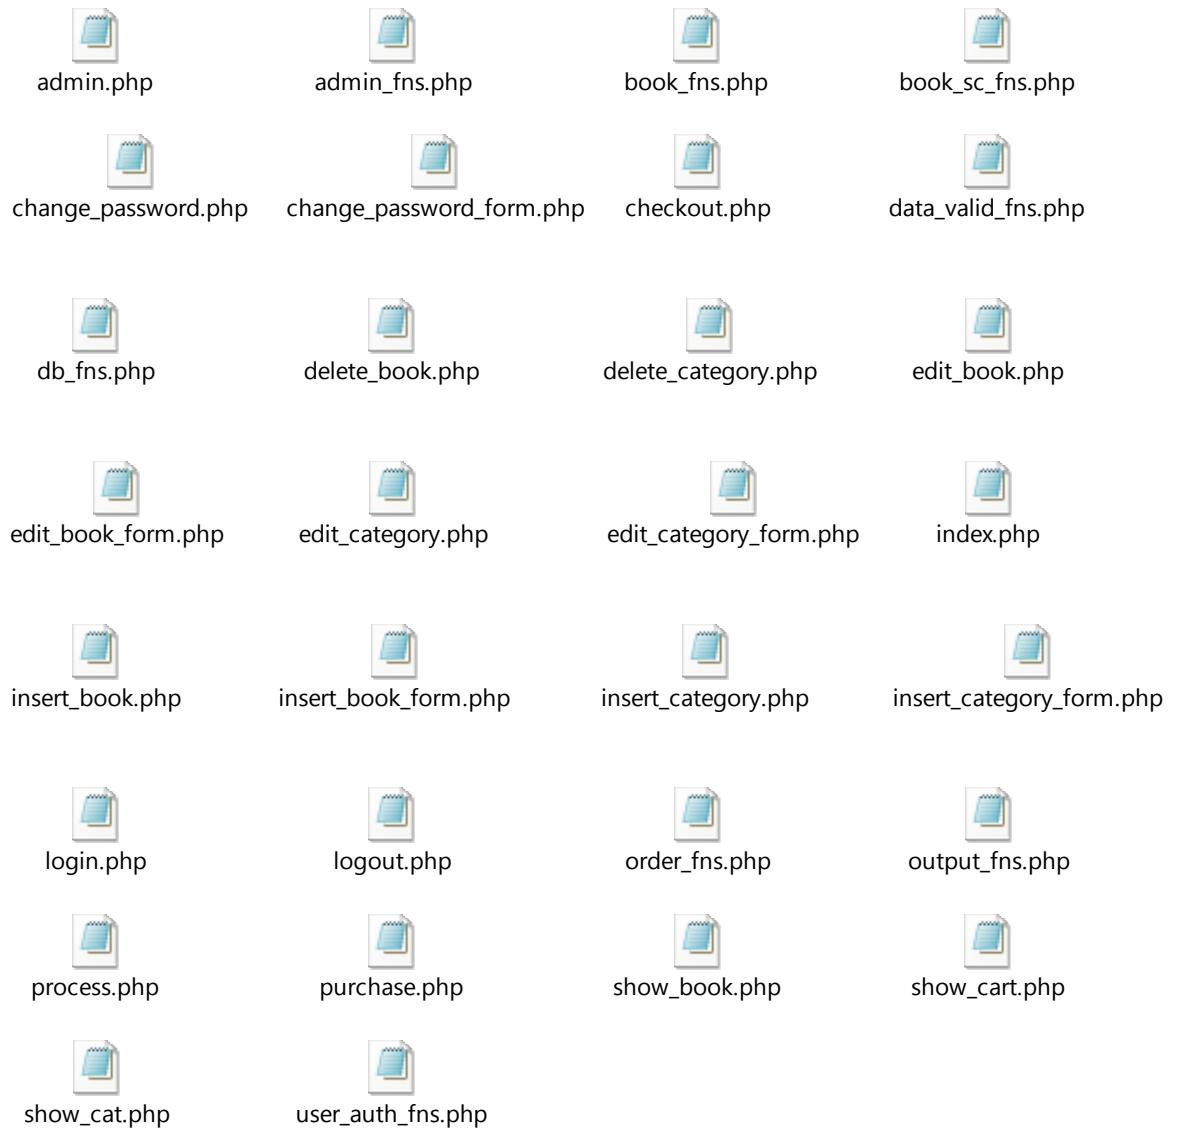 admin.php admin_fns.php book_fns.php book_sc_fns.php
change_password.php change_password_form.php checkout.php data_valid_fns.php
db_fns.php delete_book.php delete_category.php edit_book.php
edit_book_form.php edit_category.php edit_category_form.php index.php
insert_book.php insert_book_form.php insert_category.php insert_category_form.php
login.php logout.php order_fns.php output_fns.php
process.php purchase.php show_book.php show_cart.php
show_cat.php user_auth_fns.php